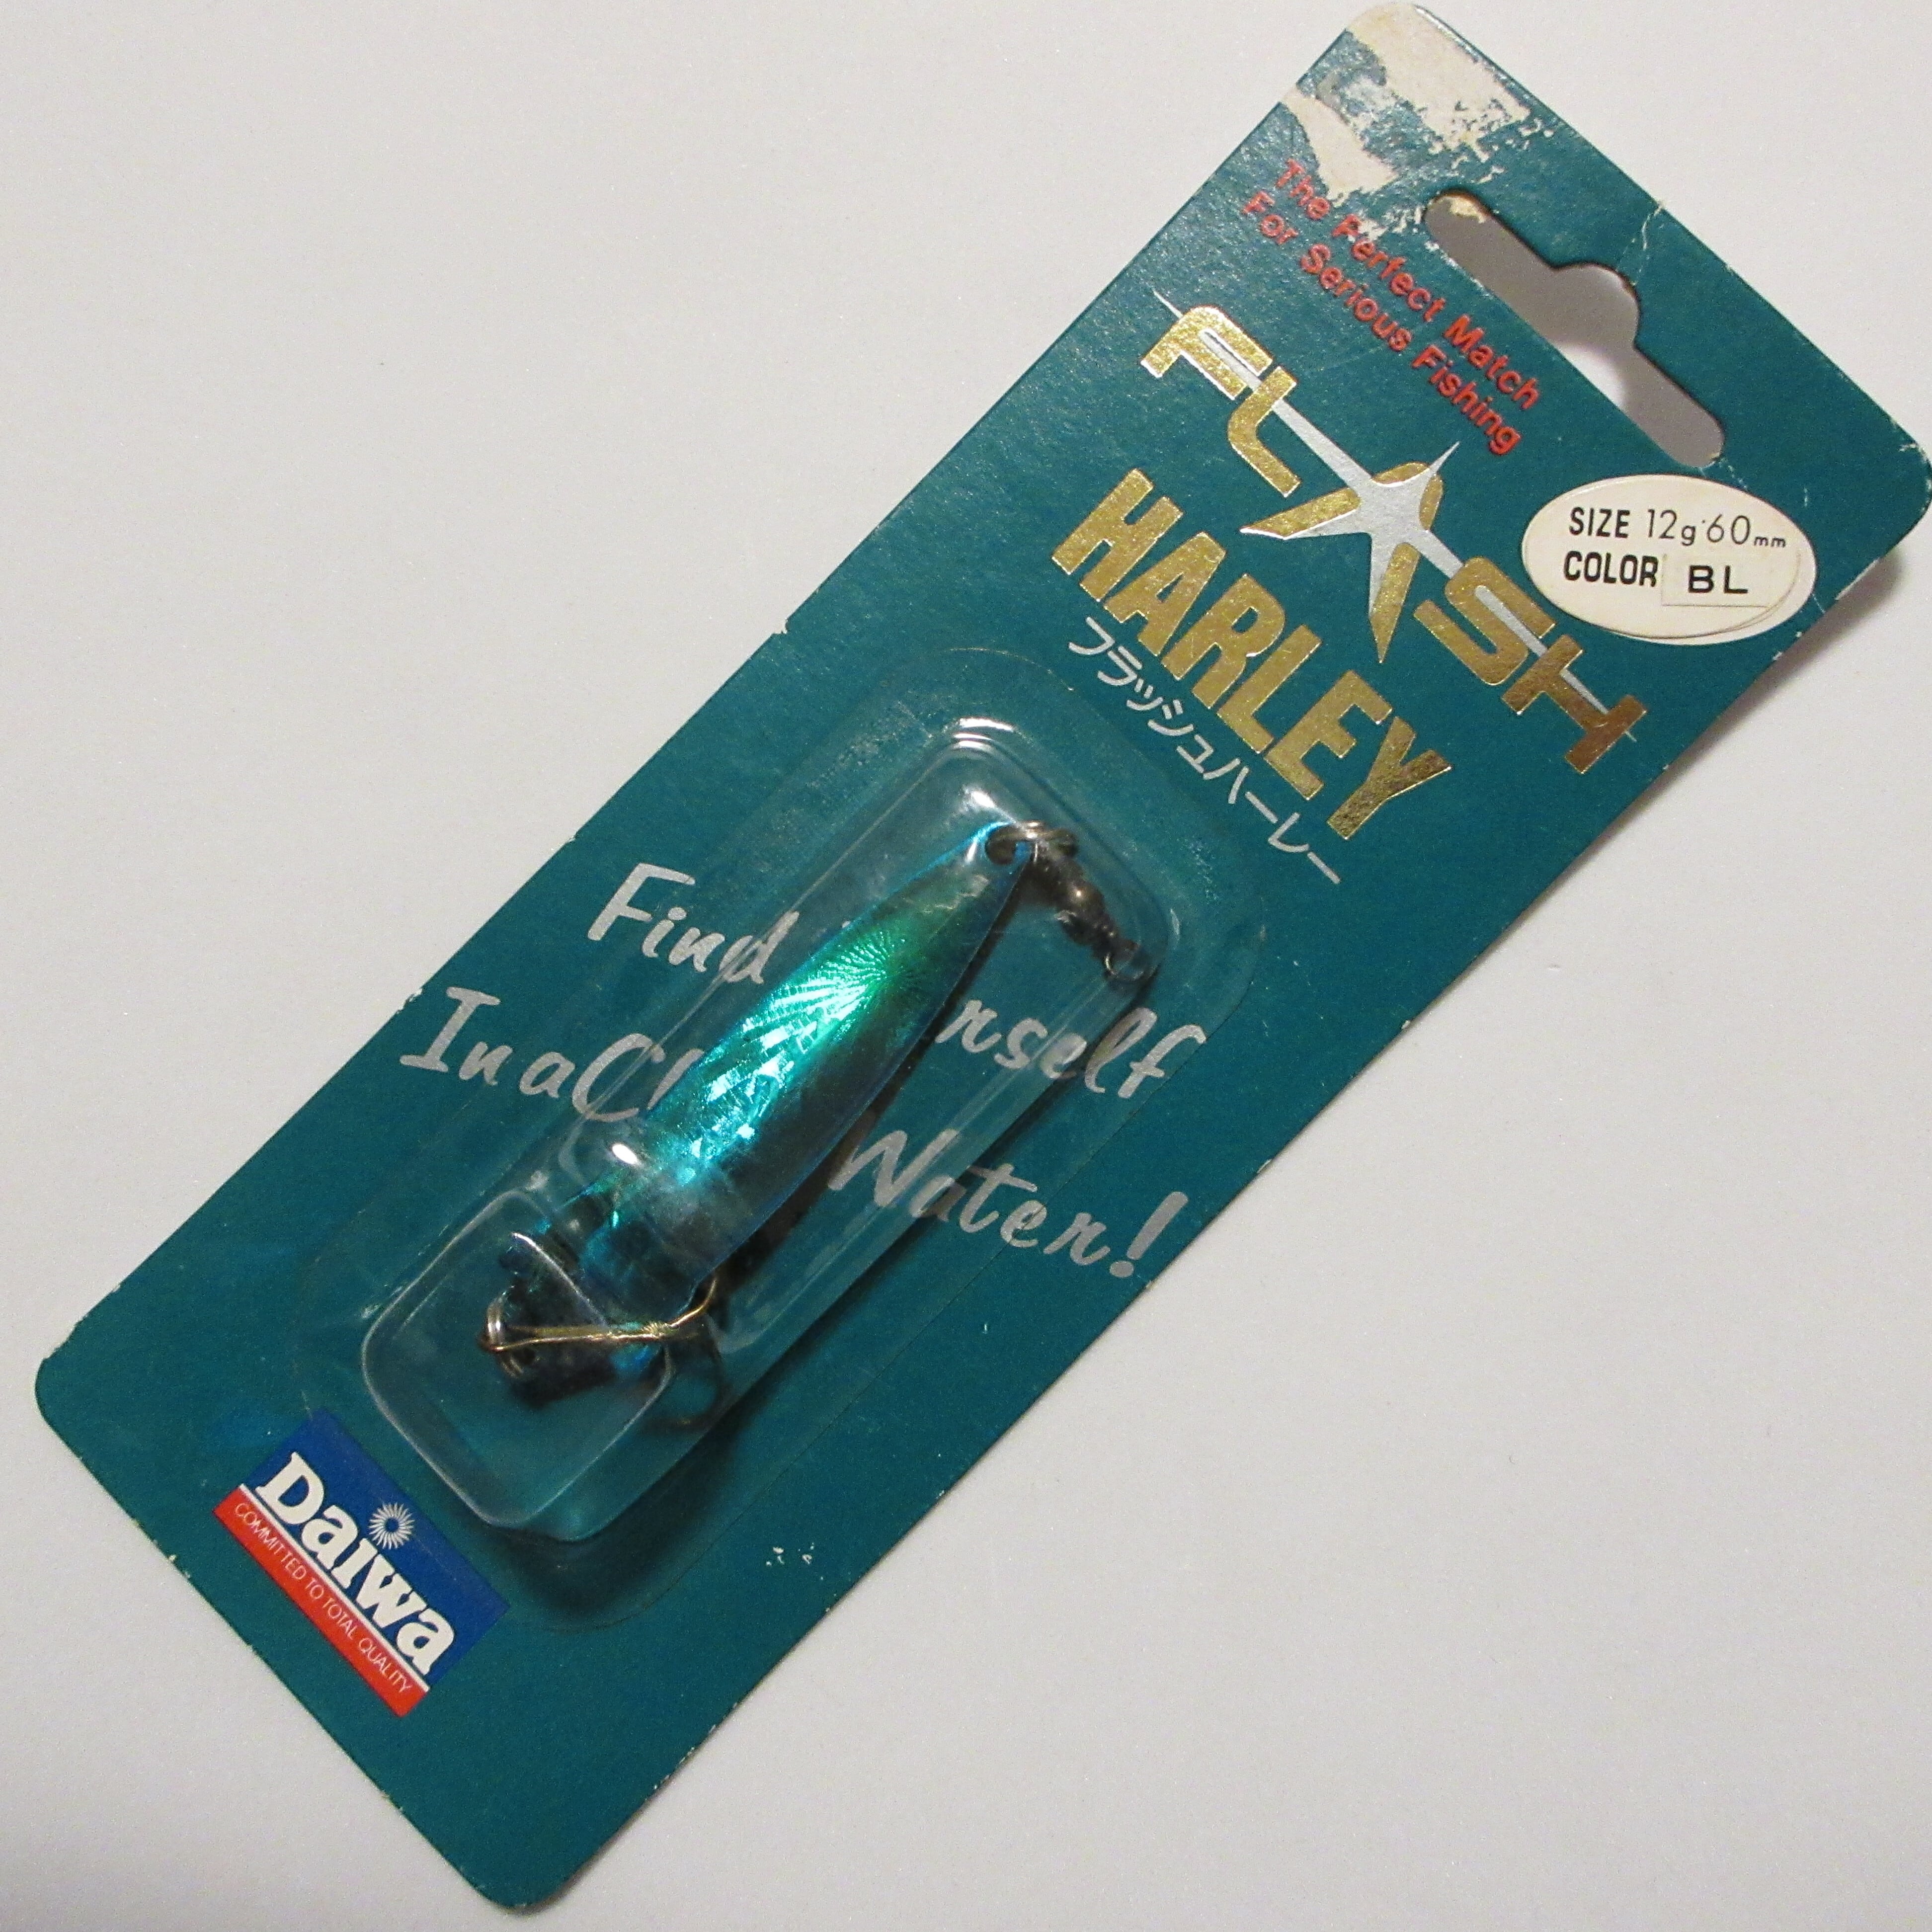 The Perfect Match
For Serious Fishing
FLASH
HARLEY
フラッシュハーレー
SIZE 12g·60mm
COLOR BL
Find
In a Water!
Daiwa
COMMITTED TO TOTAL QUALITY